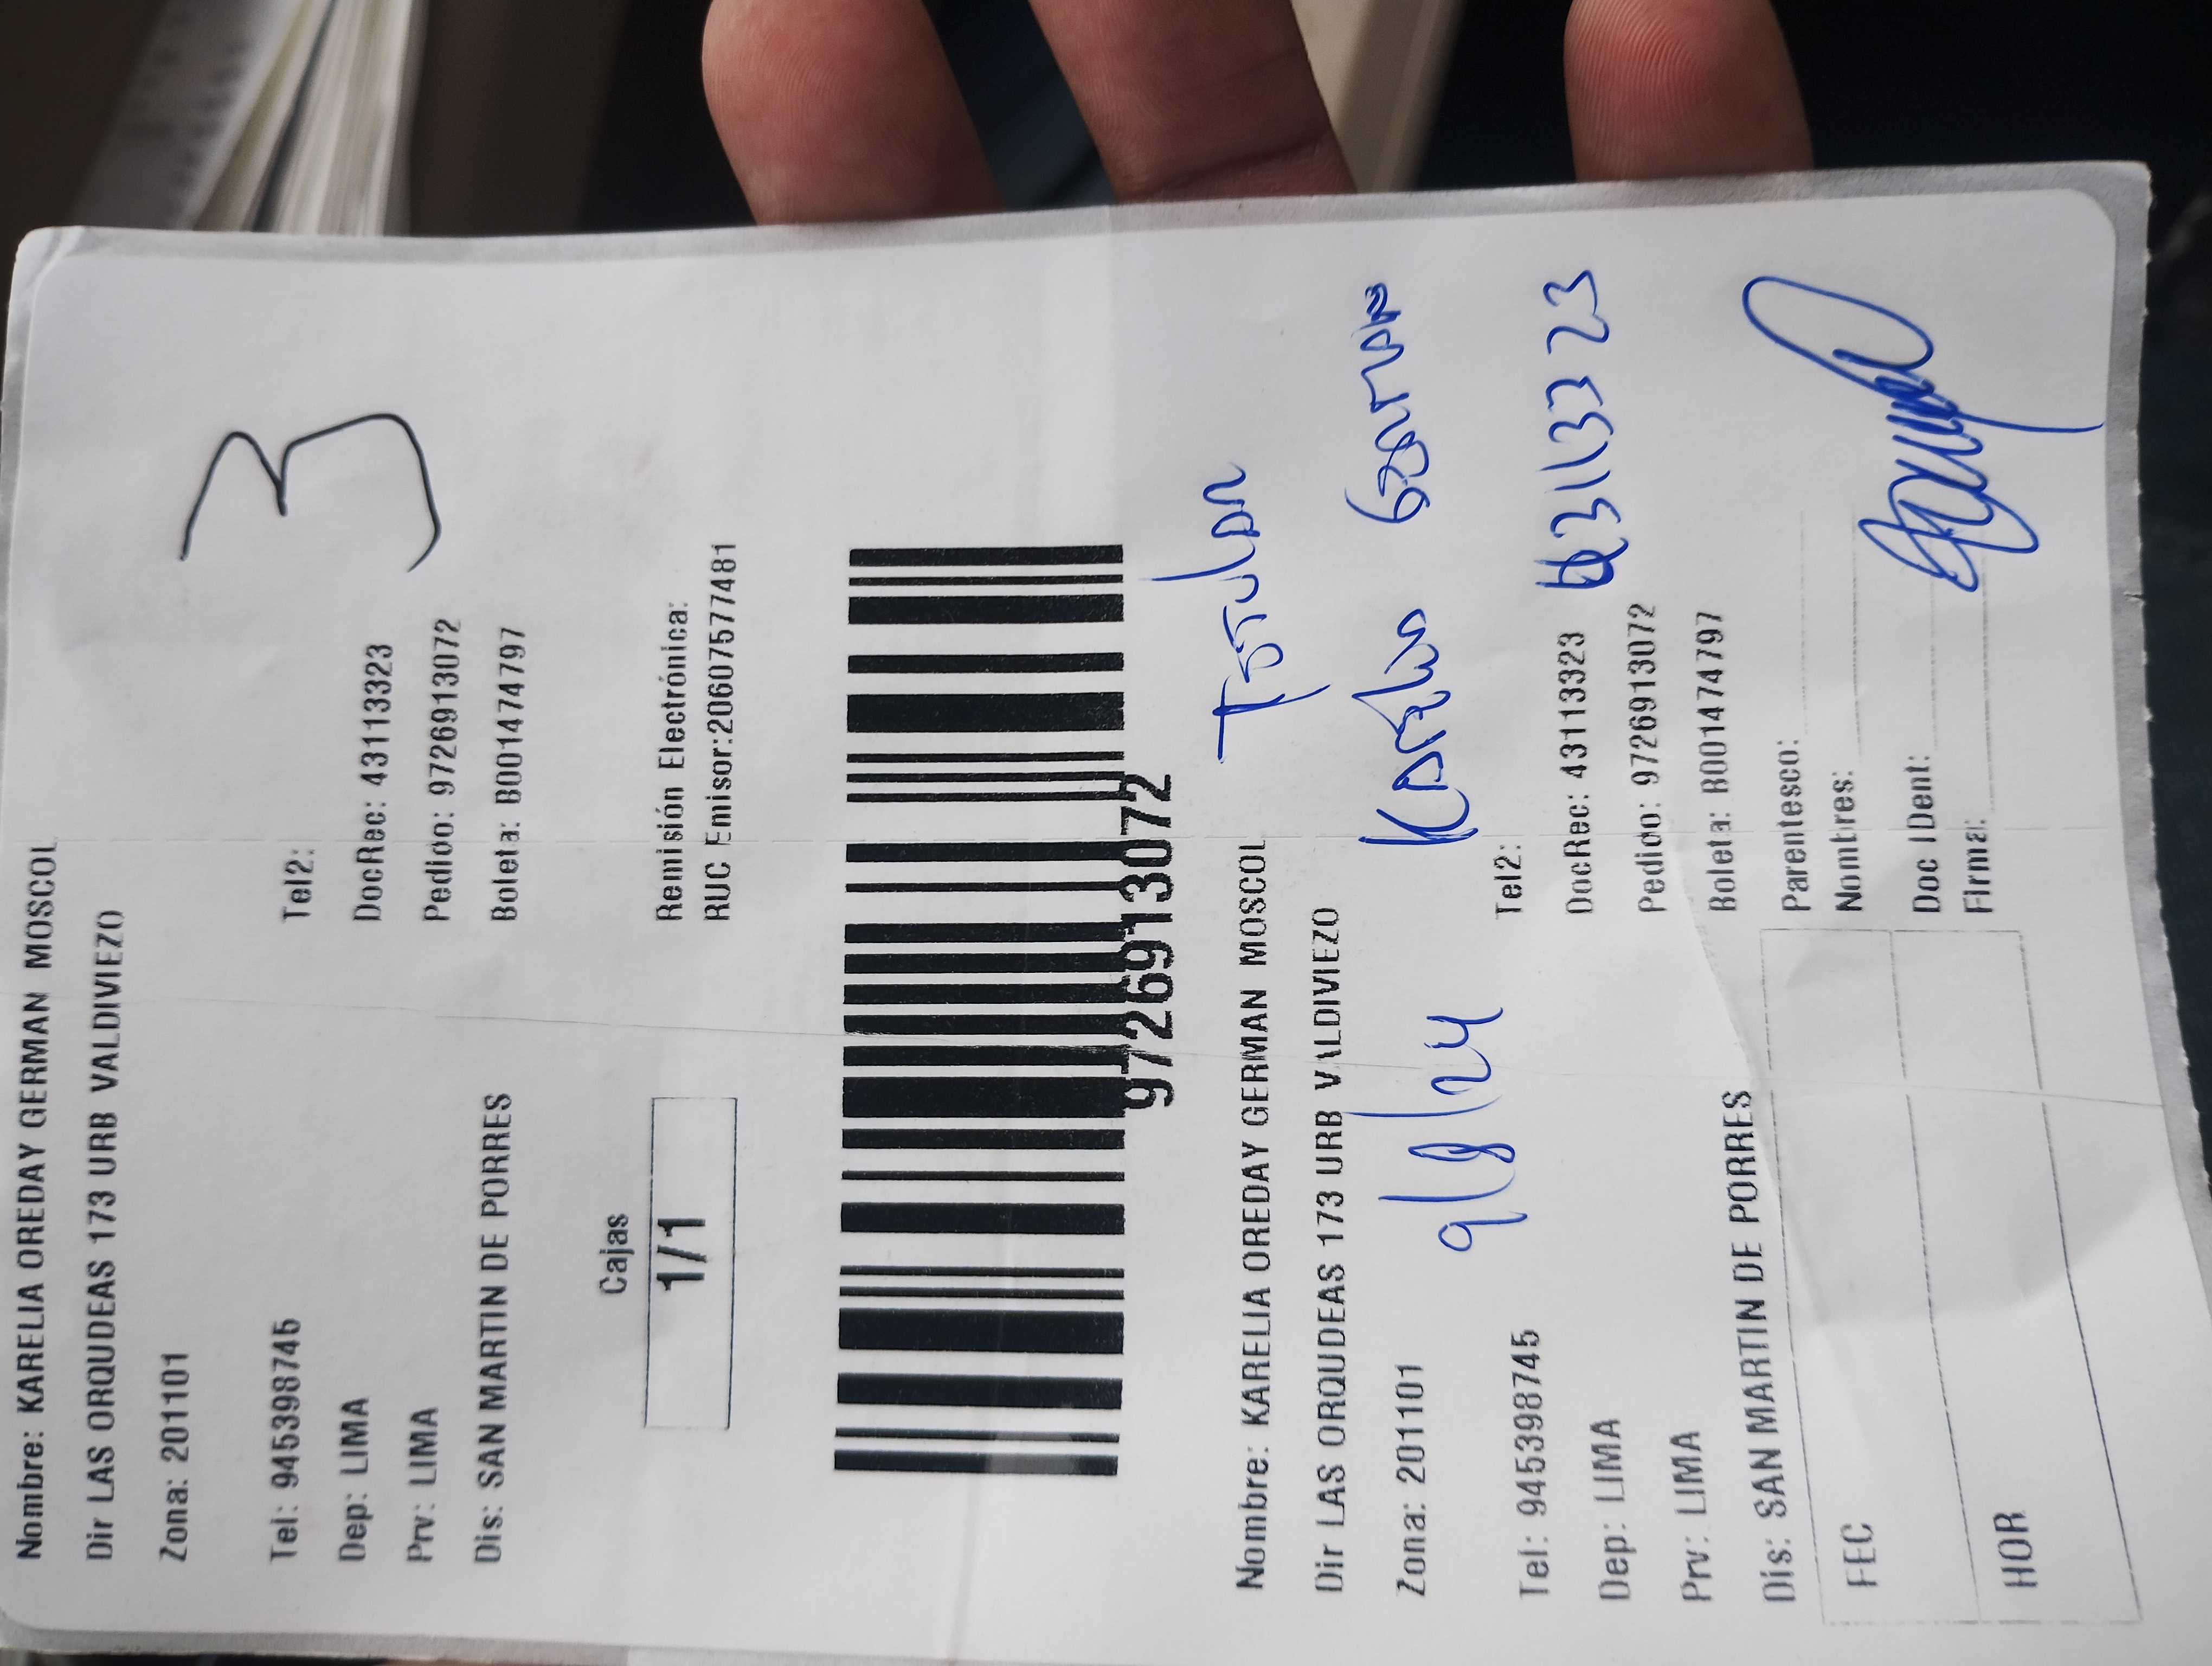 Nombre: KARELIA OREDAY GERMAN MOSCOL
Dir LAS ORQUDEAS 173 URB VALDIVIEZO
Zona: 201101
3
Tel: 945398745 Tel2:
Dep: LIMA DocRec: 43113323
Prv: LIMA Pedido: 9726913072
Dis: SAN MARTIN DE PORRES Boleta: B001474797
Cajas
1/1
Remisión Electrónica:
RUC Emisor:20607577481
9726913072
Titular
Nombre: KARELIA OREDAY GERMAN MOSCOL
Dir LAS ORQUDEAS 173 URB VALDIVIEZO
Karelia German
Zona: 201101
9/8/24
Tel: 945398745 Tel2:
43113323
Dep: LIMA DocRec: 43113323
Prv: LIMA Pedido: 9726913072
Dis: SAN MARTIN DE PORRES Boleta: B001474797
FEC
HOR
Parentesco:
Nombres:
Doc IDent:
Firma: